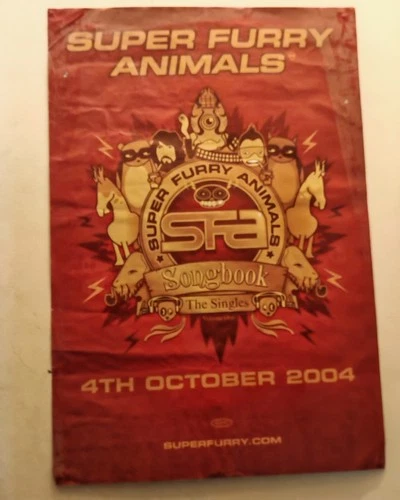 SUPER FURRY
ANIMALS
SUPER FURRY ANIMALS
SFA
Songbook
The Singles
4TH OCTOBER 2004
SUPERFURRY.COM